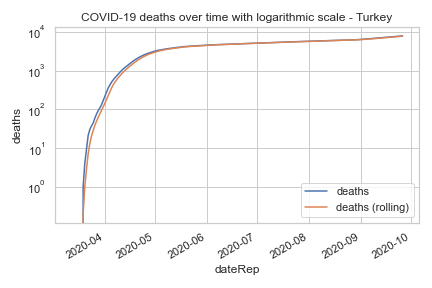 COVID-19 deaths over time with logarithmic scale - Turkey
deaths
10^4
10^3
10^2
10^1
10^0
deaths
deaths (rolling)
2020-04
2020-05
2020-06
2020-07
2020-08
2020-09
2020-10
dateRep